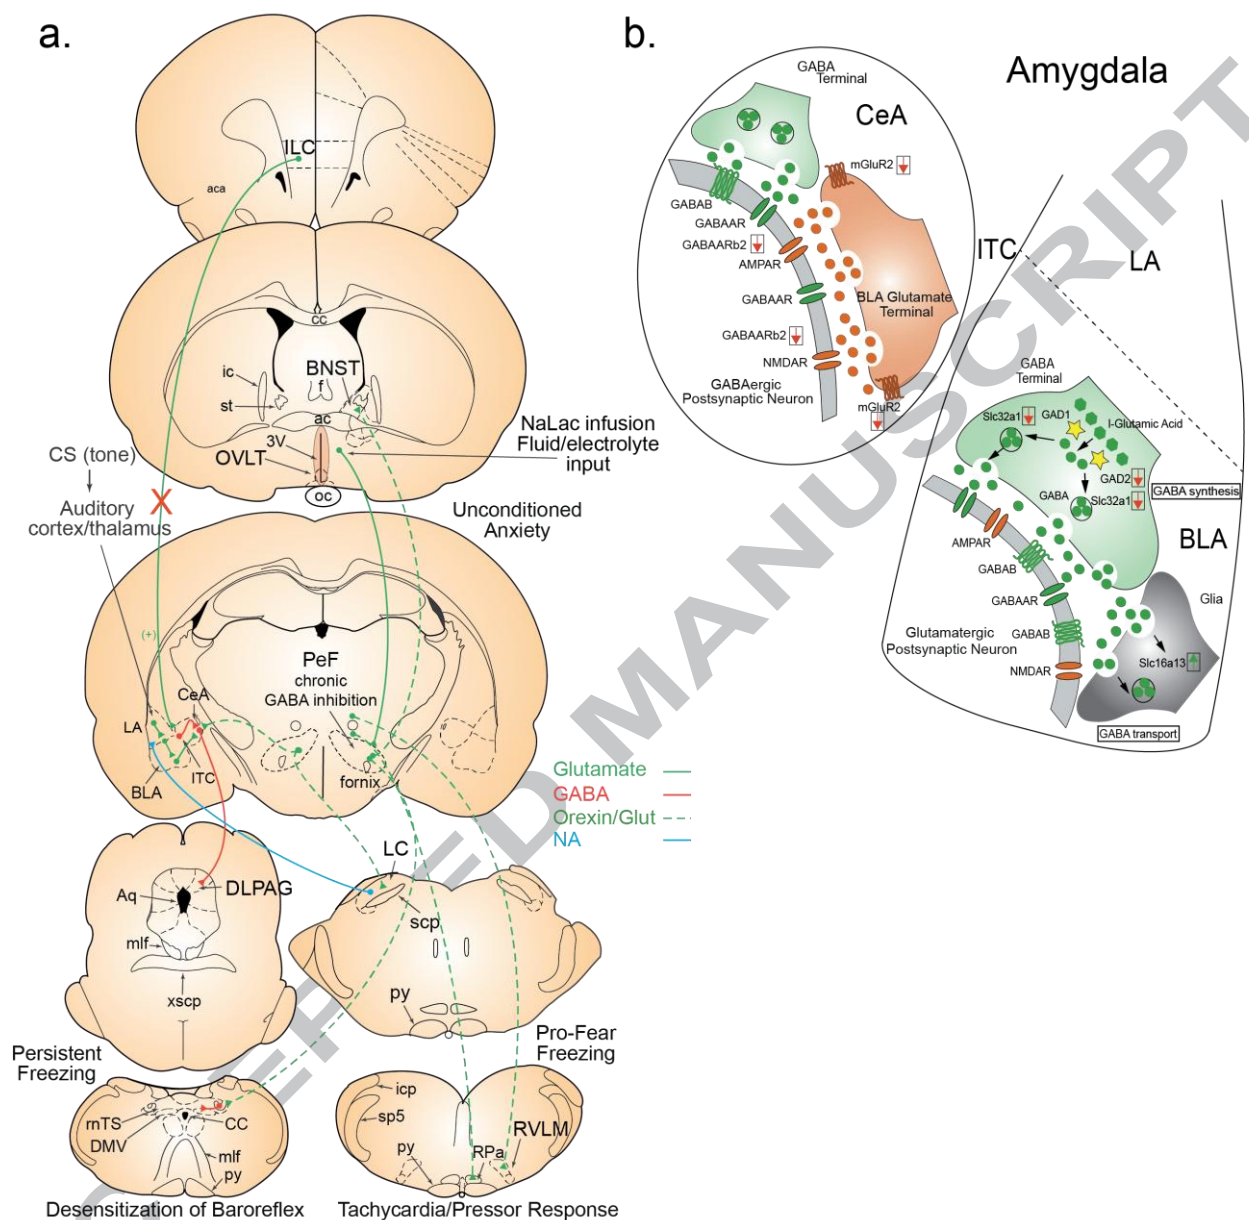 a.
ILC
aca
cc
ic
BNST
f
st
ac
3V
NaLac infusion
Fluid/electrolyte
input
OVLT
oc
CS (tone)
Auditory
cortex/thalamus
X
Unconditioned
Anxiety
(+)
PeF
chronic
GABA inhibition
CeA
LA
ITC
BLA
fornix
Glutamate
GABA
Orexin/Glut
NA
DLPAG
Aq
mlf
xscp
LC
scp
py
Persistent
Freezing
Pro-Fear
Freezing
rnTS
DMV
CC
mlf
py
icp
sp5
py
RPa
RVLM
Desensitization of Baroreflex
Tachycardia/Pressor Response
b.
Amygdala
GABA
Terminal
CeA
mGluR2
GABAB
GABAAR
GABAARb2
AMPAR
GABAAR
BLA Glutamate
Terminal
GABAARb2
NMDAR
GABAergic
Postsynaptic Neuron
mGluR2
ITC
LA
GABA
Terminal
Slc32a1
GAD1
l-Glutamic Acid
GAD2
GABA
Slc32a1
GABA synthesis
AMPAR
BLA
GABAB
GABAAR
Glia
Glutamatergic
Postsynaptic Neuron
GABAB
NMDAR
Slc16a13
GABA transport
MANUSCRIPT